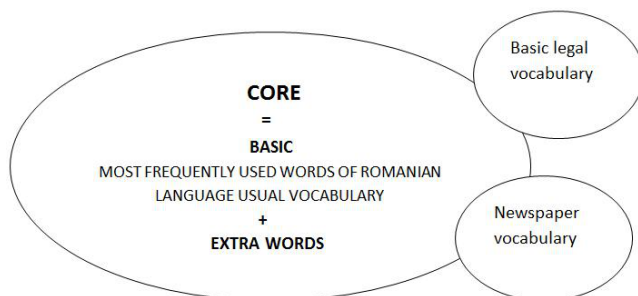 CORE
=
BASIC
MOST FREQUENTLY USED WORDS OF ROMANIAN
LANGUAGE USUAL VOCABULARY
+
EXTRA WORDS
Basic legal
vocabulary
Newspaper
vocabulary